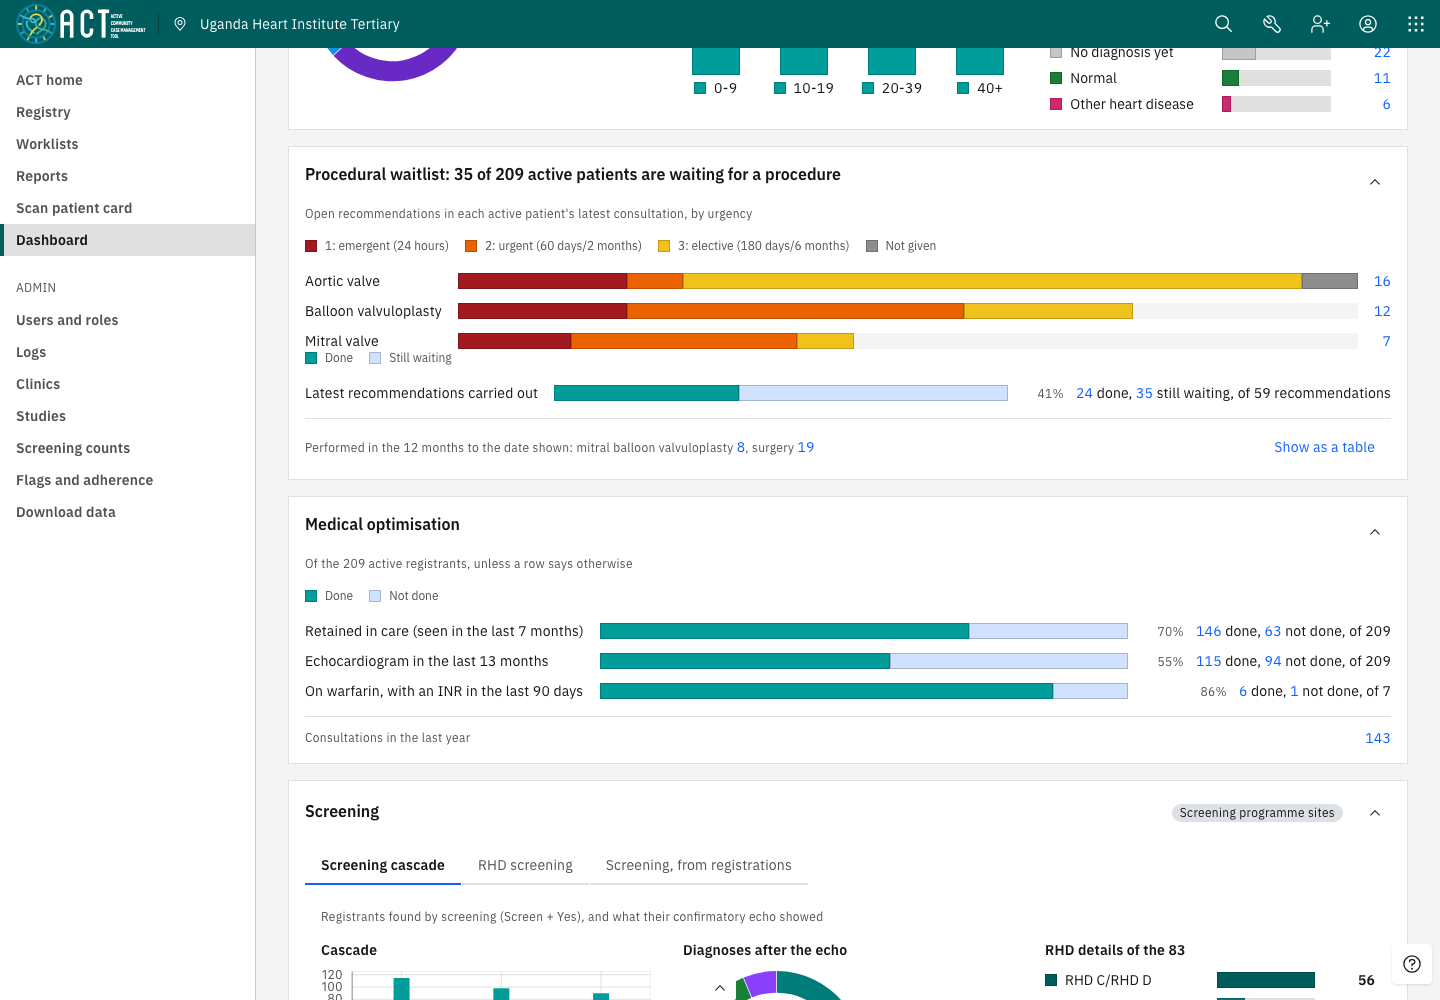 ACT ACTIVE COMMUNITY CASE MANAGEMENT TOOL
Uganda Heart Institute Tertiary
ACT home
Registry
Worklists
Reports
Scan patient card
Dashboard
ADMIN
Users and roles
Logs
Clinics
Studies
Screening counts
Flags and adherence
Download data
0-9 10-19 20-39 40+
No diagnosis yet 22
Normal 11
Other heart disease 6
Procedural waitlist: 35 of 209 active patients are waiting for a procedure
Open recommendations in each active patient's latest consultation, by urgency
1: emergent (24 hours) 2: urgent (60 days/2 months) 3: elective (180 days/6 months) Not given
Aortic valve 16
Balloon valvuloplasty 12
Mitral valve 7
Done Still waiting
Latest recommendations carried out 41% 24 done, 35 still waiting, of 59 recommendations
Performed in the 12 months to the date shown: mitral balloon valvuloplasty 8, surgery 19 Show as a table
Medical optimisation
Of the 209 active registrants, unless a row says otherwise
Done Not done
Retained in care (seen in the last 7 months) 70% 146 done, 63 not done, of 209
Echocardiogram in the last 13 months 55% 115 done, 94 not done, of 209
On warfarin, with an INR in the last 90 days 86% 6 done, 1 not done, of 7
Consultations in the last year 143
Screening Screening programme sites
Screening cascade RHD screening Screening, from registrations
Registrants found by screening (Screen + Yes), and what their confirmatory echo showed
Cascade Diagnoses after the echo RHD details of the 83
120
100
80
RHD C/RHD D 56